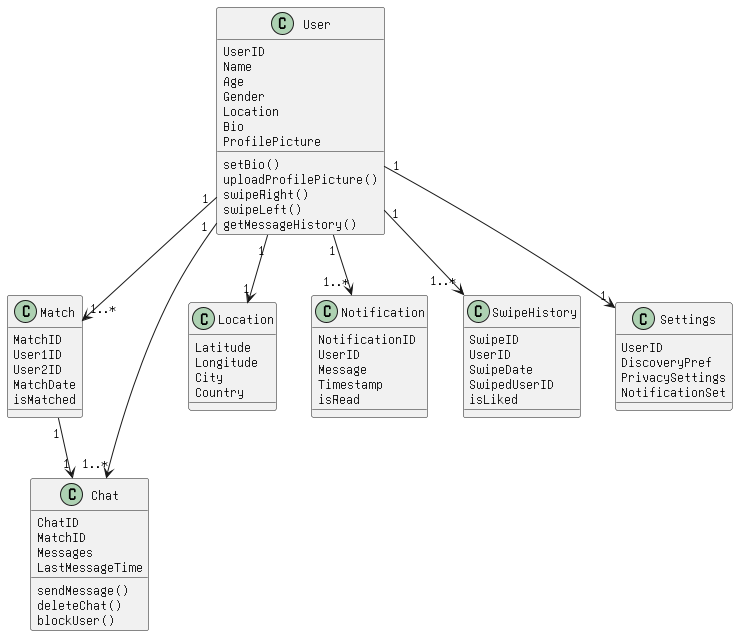 C User
UserID
Name
Age
Gender
Location
Bio
ProfilePicture
setBio()
uploadProfilePicture()
swipeRight()
swipeLeft()
getMessageHistory()
1
1
1
1
1
1
1..*
1
1..*
1..*
1
C Match
MatchID
User1ID
User2ID
MatchDate
isMatched
C Location
Latitude
Longitude
City
Country
C Notification
NotificationID
UserID
Message
Timestamp
isRead
C SwipeHistory
SwipeID
UserID
SwipeDate
SwipedUserID
isLiked
C Settings
UserID
DiscoveryPref
PrivacySettings
NotificationSet
1
1
1..*
C Chat
ChatID
MatchID
Messages
LastMessageTime
sendMessage()
deleteChat()
blockUser()